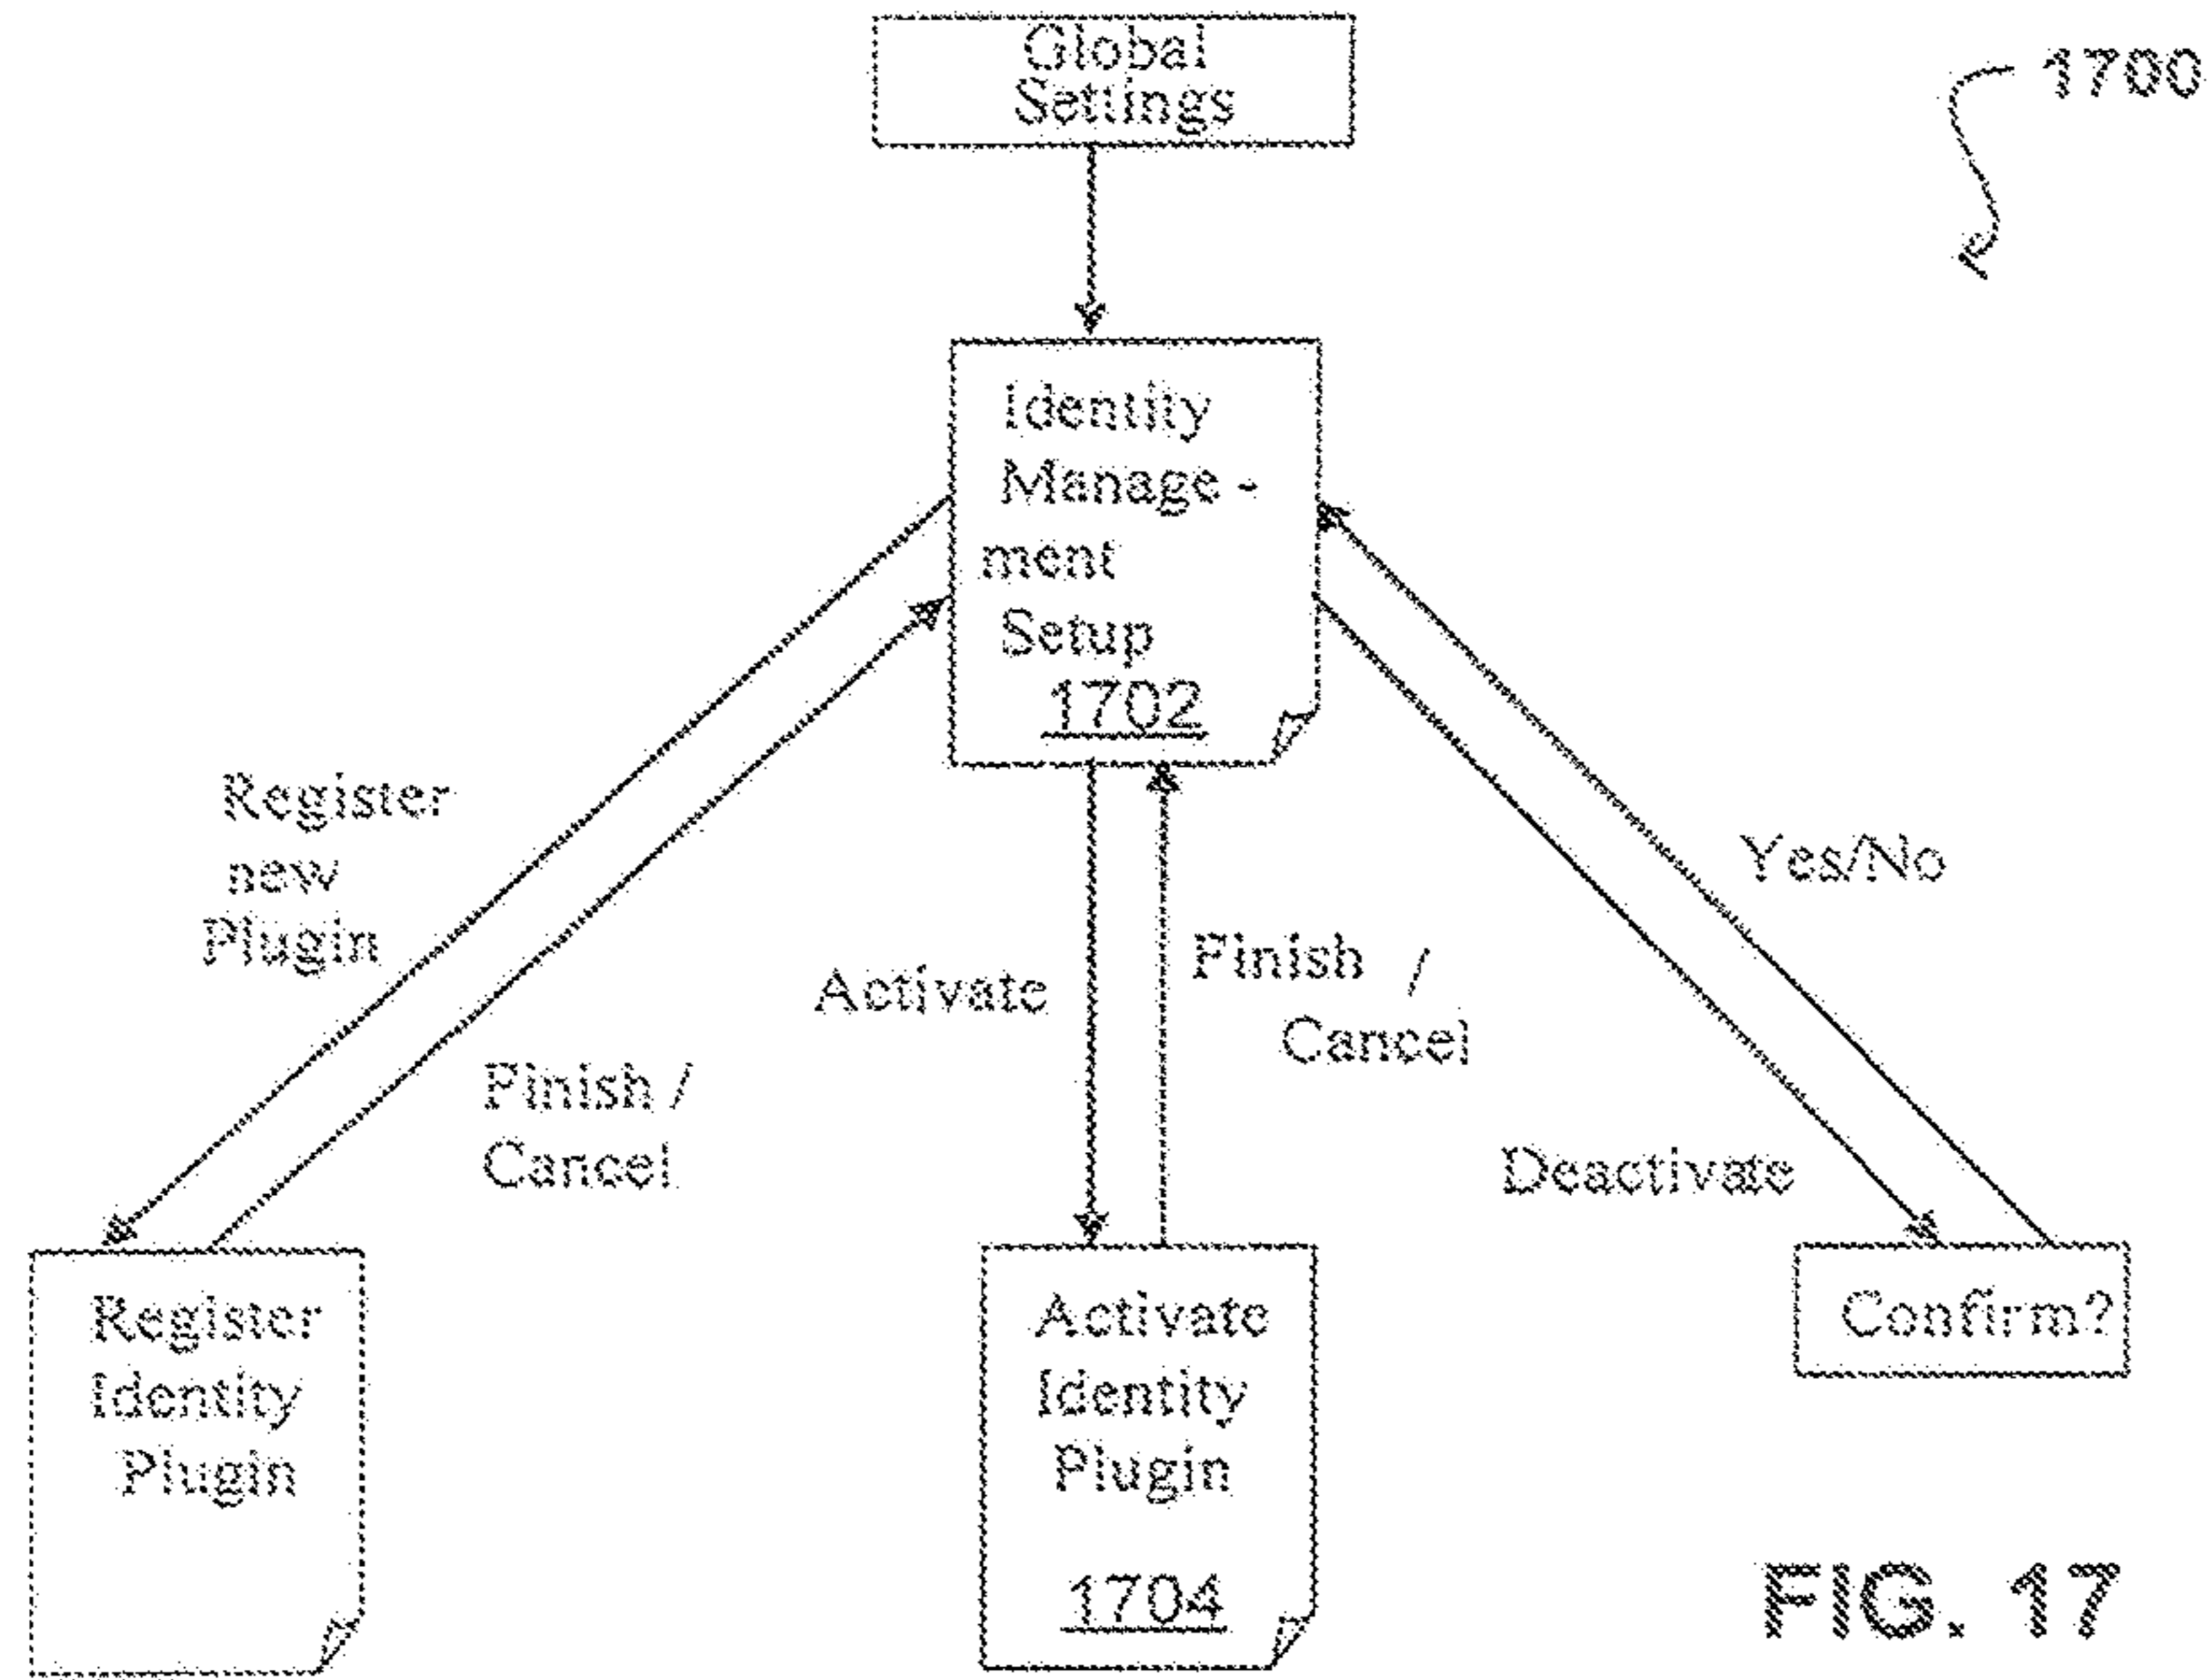 Global
Settings
1700
Identity
Manage -
ment
Setup
1702
Register
new
Plugin
Finish /
Cancel
Activate
Finish /
Cancel
Yes/No
Deactivate
Register
Identity
Plugin
Activate
Identity
Plugin
1704
Confirm?
FIG. 17